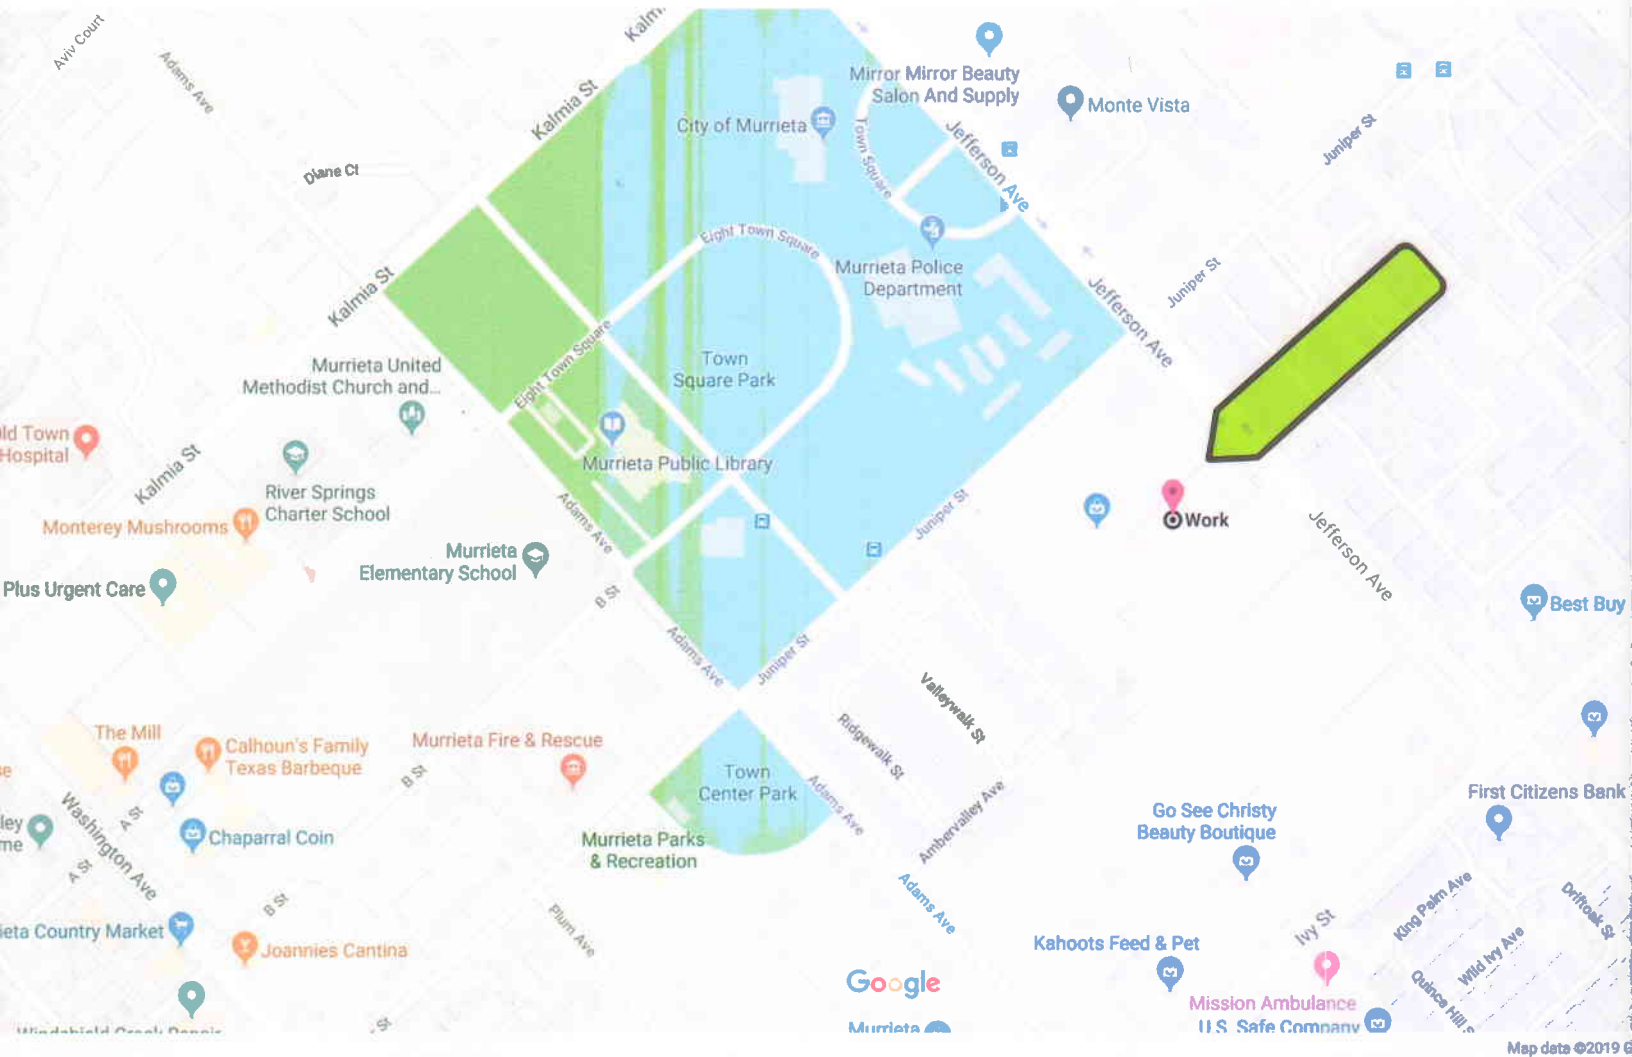 Aviv Court
Adams Ave
Kalmia St
Kalm.
Mirror Mirror Beauty
Salon And Supply
Monte Vista
City of Murrieta
Town Square
Jefferson Ave
Juniper St
Diane Ct
Eight Town Square
Murrieta Police
Department
Juniper St
Jefferson Ave
Kalmia St
Murrieta United
Methodist Church and...
Eight Town Square
Town
Square Park
ld Town
Hospital
Kalmia St
River Springs
Charter School
Murrieta Public Library
Monterey Mushrooms
Adams Ave
Juniper St
Work
Jefferson Ave
Murrieta
Elementary School
Plus Urgent Care
B St
Best Buy
Adams Ave
Juniper St
Valleywalk St
Ridgewalk St
The Mill
Calhoun's Family
Texas Barbeque
B St
Murrieta Fire & Rescue
Town
Center Park
Adams Ave
Ambervalley Ave
First Citizens Bank
Go See Christy
Beauty Boutique
Washington Ave
A St
ley
me
Chaparral Coin
A St
Murrieta Parks
& Recreation
Adams Ave
B St
Plum Ave
ieta Country Market
Joannies Cantina
Kahoots Feed & Pet
Ivy St
King Palm Ave
Driftoak St
Wild Ivy Ave
Quince Hill S
Google
Mission Ambulance
U.S. Safe Company
Murrieta
St
Map data ©2019 G